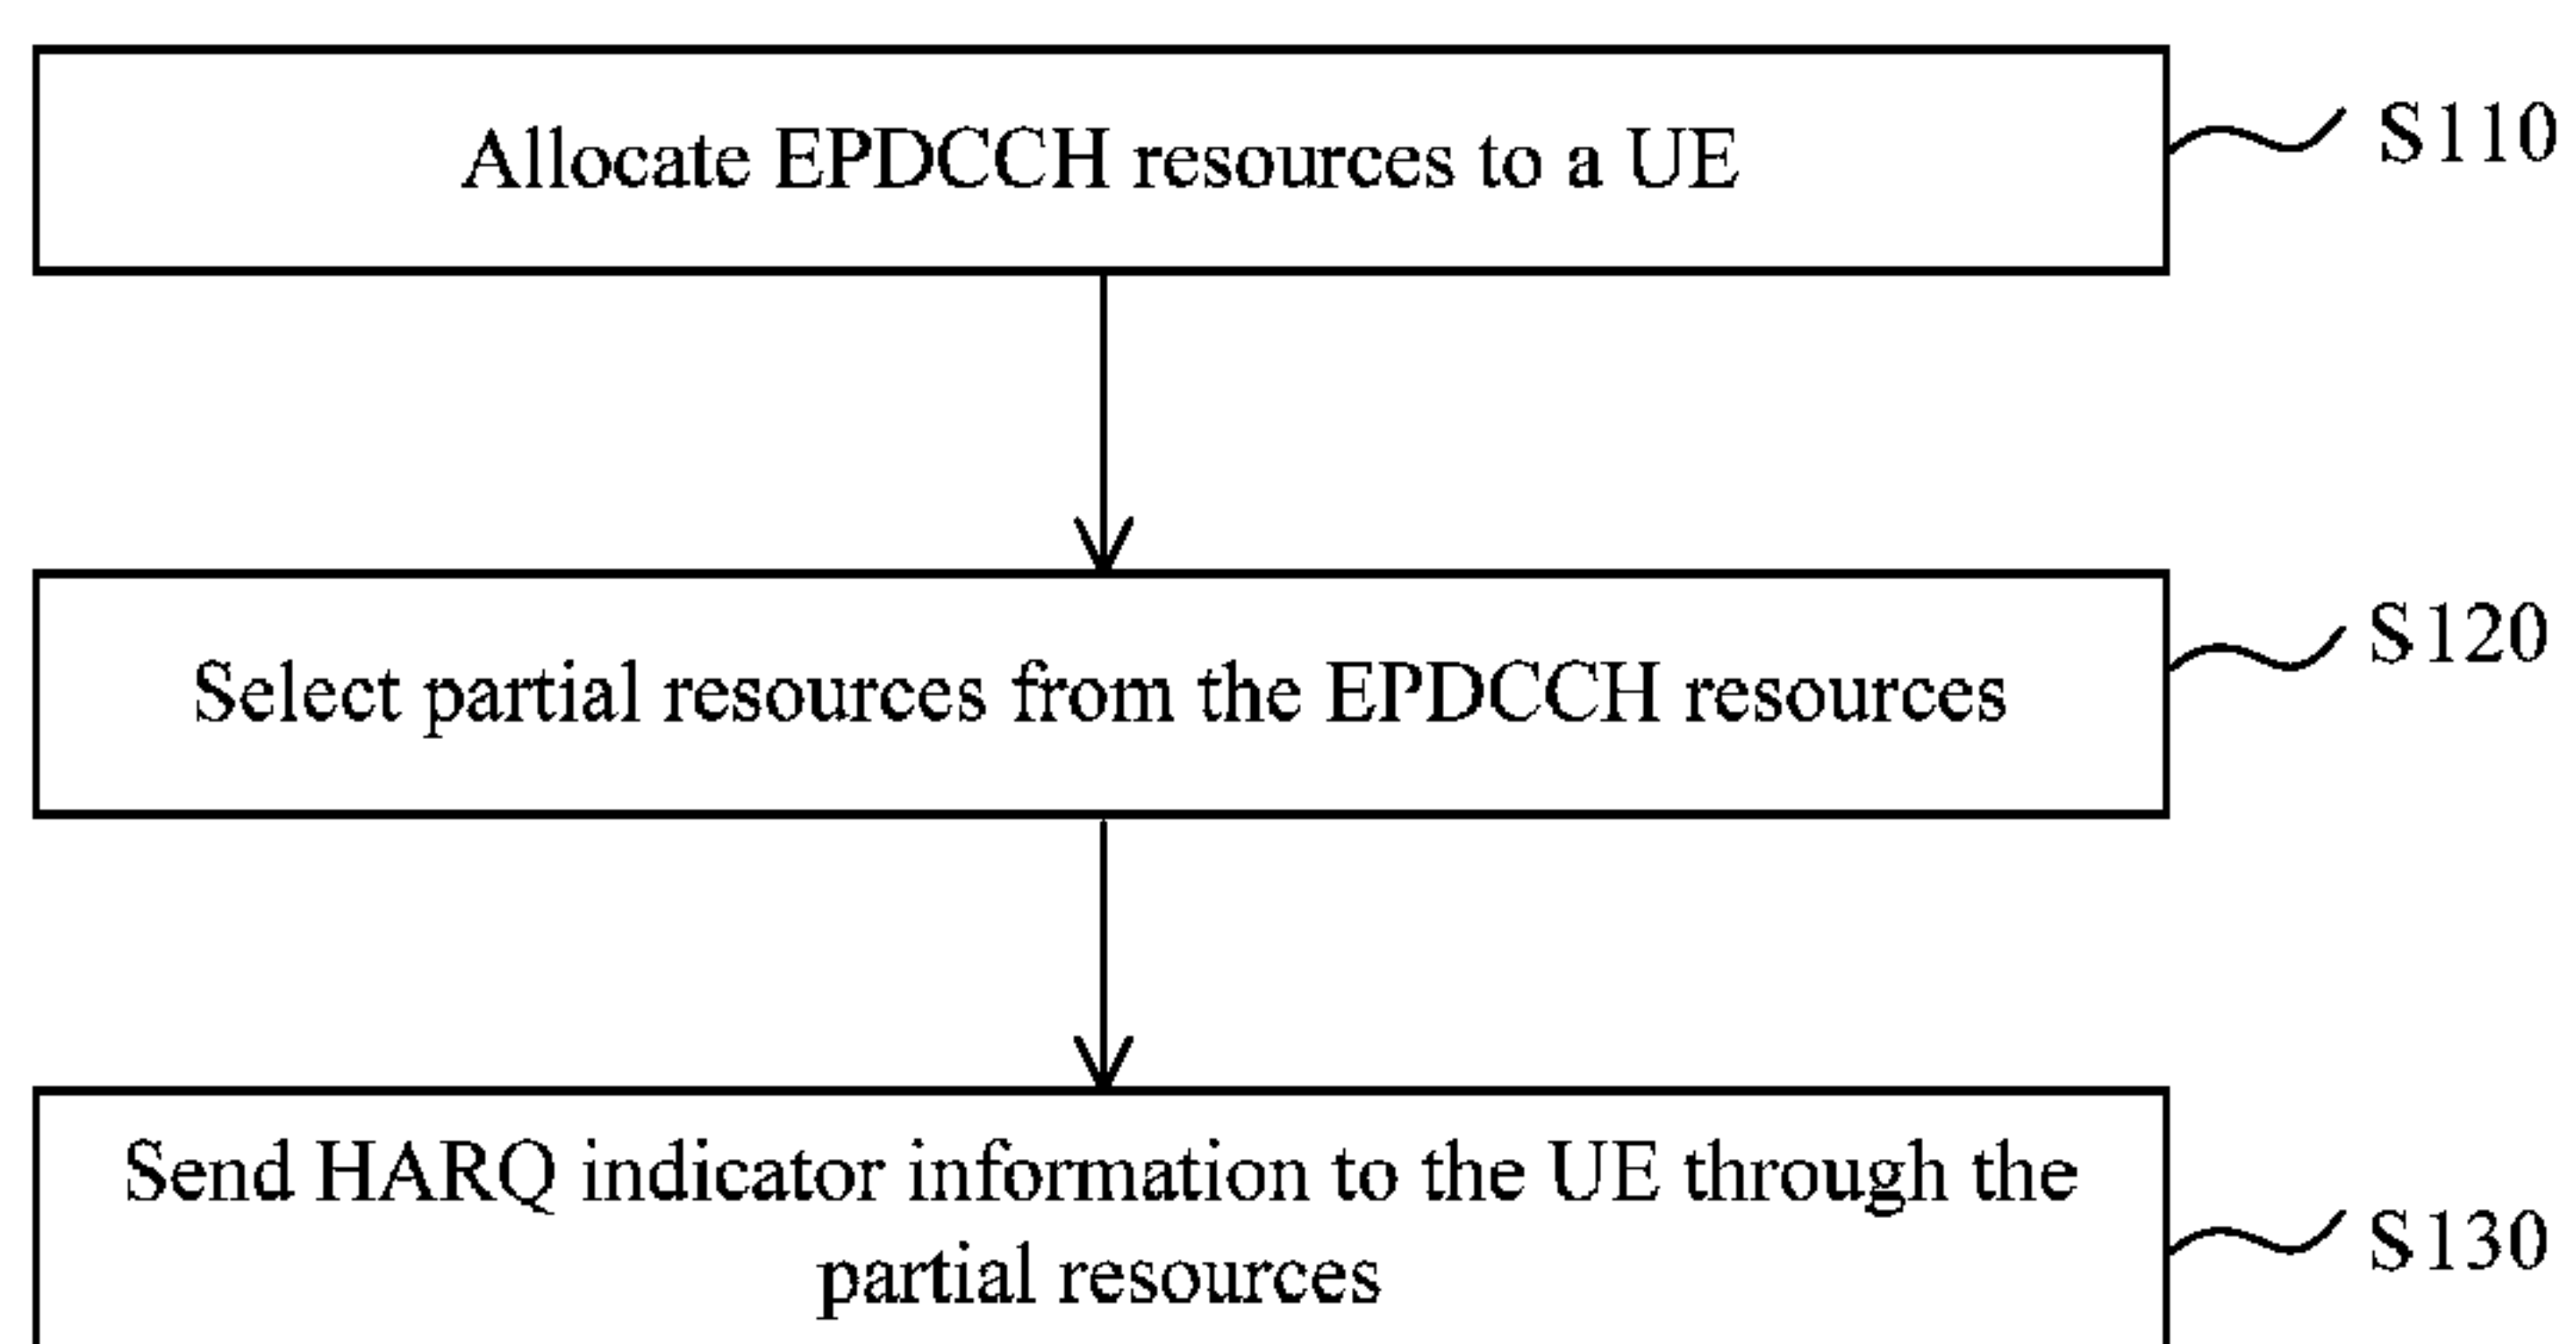 Allocate EPDCCH resources to a UE
S110
Select partial resources from the EPDCCH resources
S120
Send HARQ indicator information to the UE through the
partial resources
S130